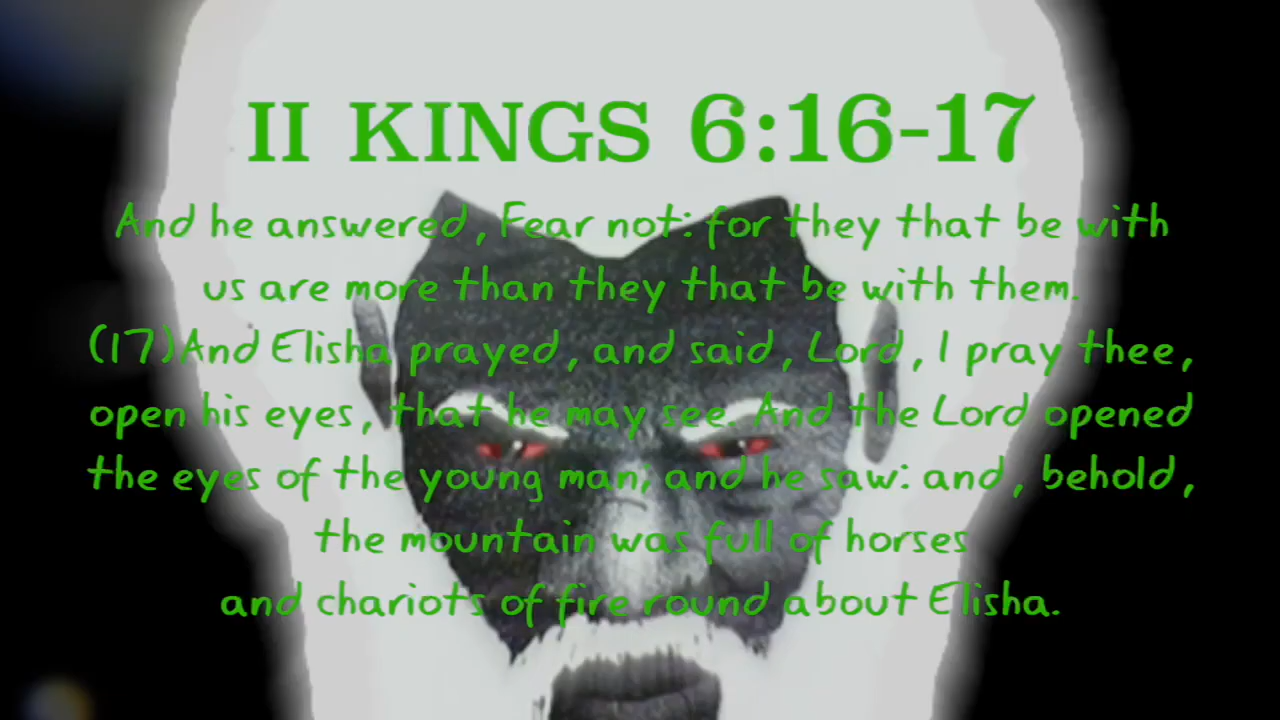 II KINGS 6:16-17
And he answered, Fear not: for they that be with
us are more than they that be with them.
(17)And Elisha prayed, and said, Lord, I pray thee,
open his eyes, that he may see. And the Lord opened
the eyes of the young man; and he saw: and, behold,
the mountain was full of horses
and chariots of fire round about Elisha.